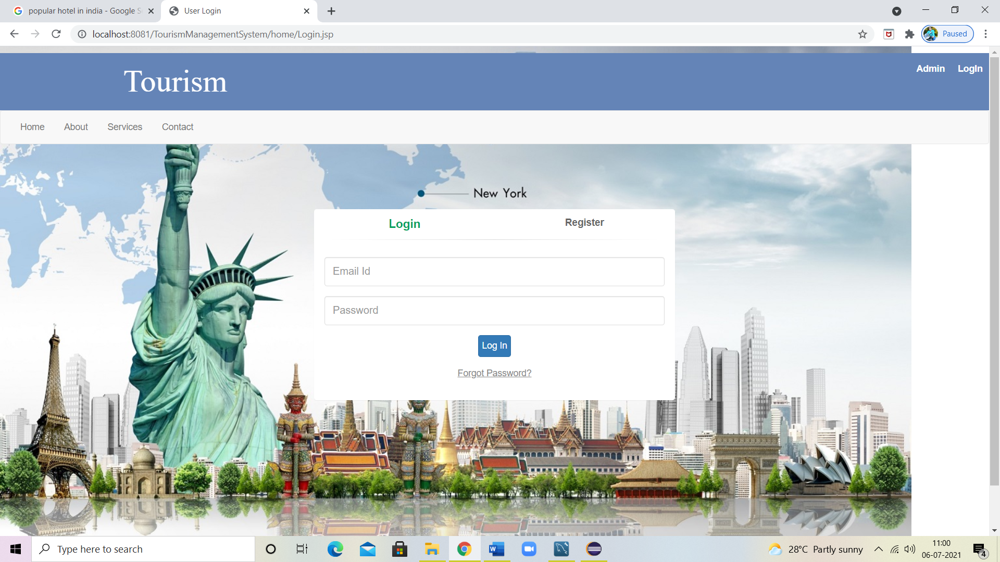 popular hotel in india - Google S
User Login
localhost:8081/TourismManagementSystem/home/Login.jsp
Paused
Tourism
Admin
LogIn
Home
About
Services
Contact
New York
Login
Register
Email Id
Password
Log In
Forgot Password?
Type here to search
28°C Partly sunny
11:00
06-07-2021
4